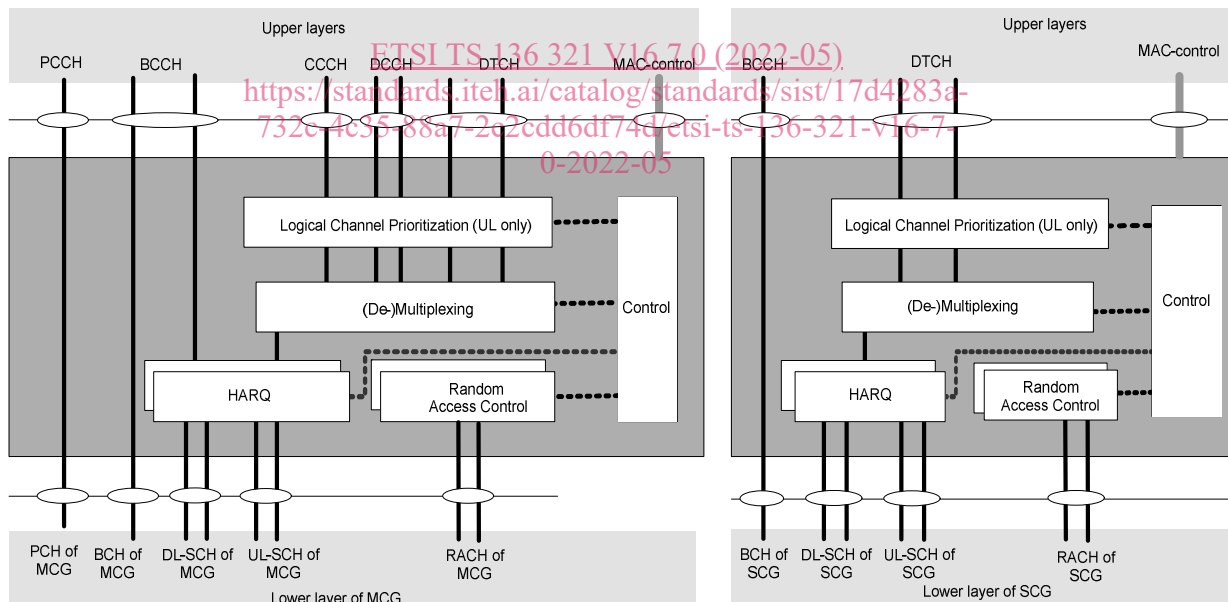 Upper layers
PCCH
BCCH
CCCH
DCCH
DTCH
MAC-control
ETSI TS 136 321 V16.7.0 (2022-05)
https://standards.iteh.ai/catalog/standards/sist/17d4283a-
732e-4c35-88a7-2c2cdd6df74d/etsi-ts-136-321-v16-7-
0-2022-05
Logical Channel Prioritization (UL only)
(De-)Multiplexing
Control
HARQ
Random
Access Control
PCH of
MCG
BCH of
MCG
DL-SCH of
MCG
UL-SCH of
MCG
RACH of
MCG
Lower layer of MCG
Upper layers
BCCH
DTCH
MAC-control
Logical Channel Prioritization (UL only)
(De-)Multiplexing
Control
HARQ
Random
Access Control
BCH of
SCG
DL-SCH of
SCG
UL-SCH of
SCG
RACH of
SCG
Lower layer of SCG